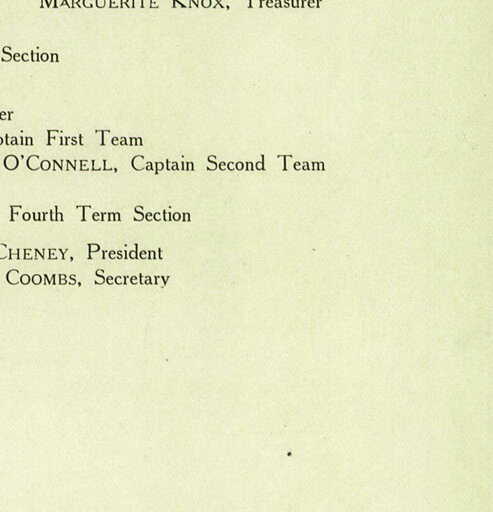 MARGUERITE KNOX, Treasurer
Section
er
ptain First Team
O'CONNELL, Captain Second Team
Fourth Term Section
CHENEY, President
COOMBS, Secretary